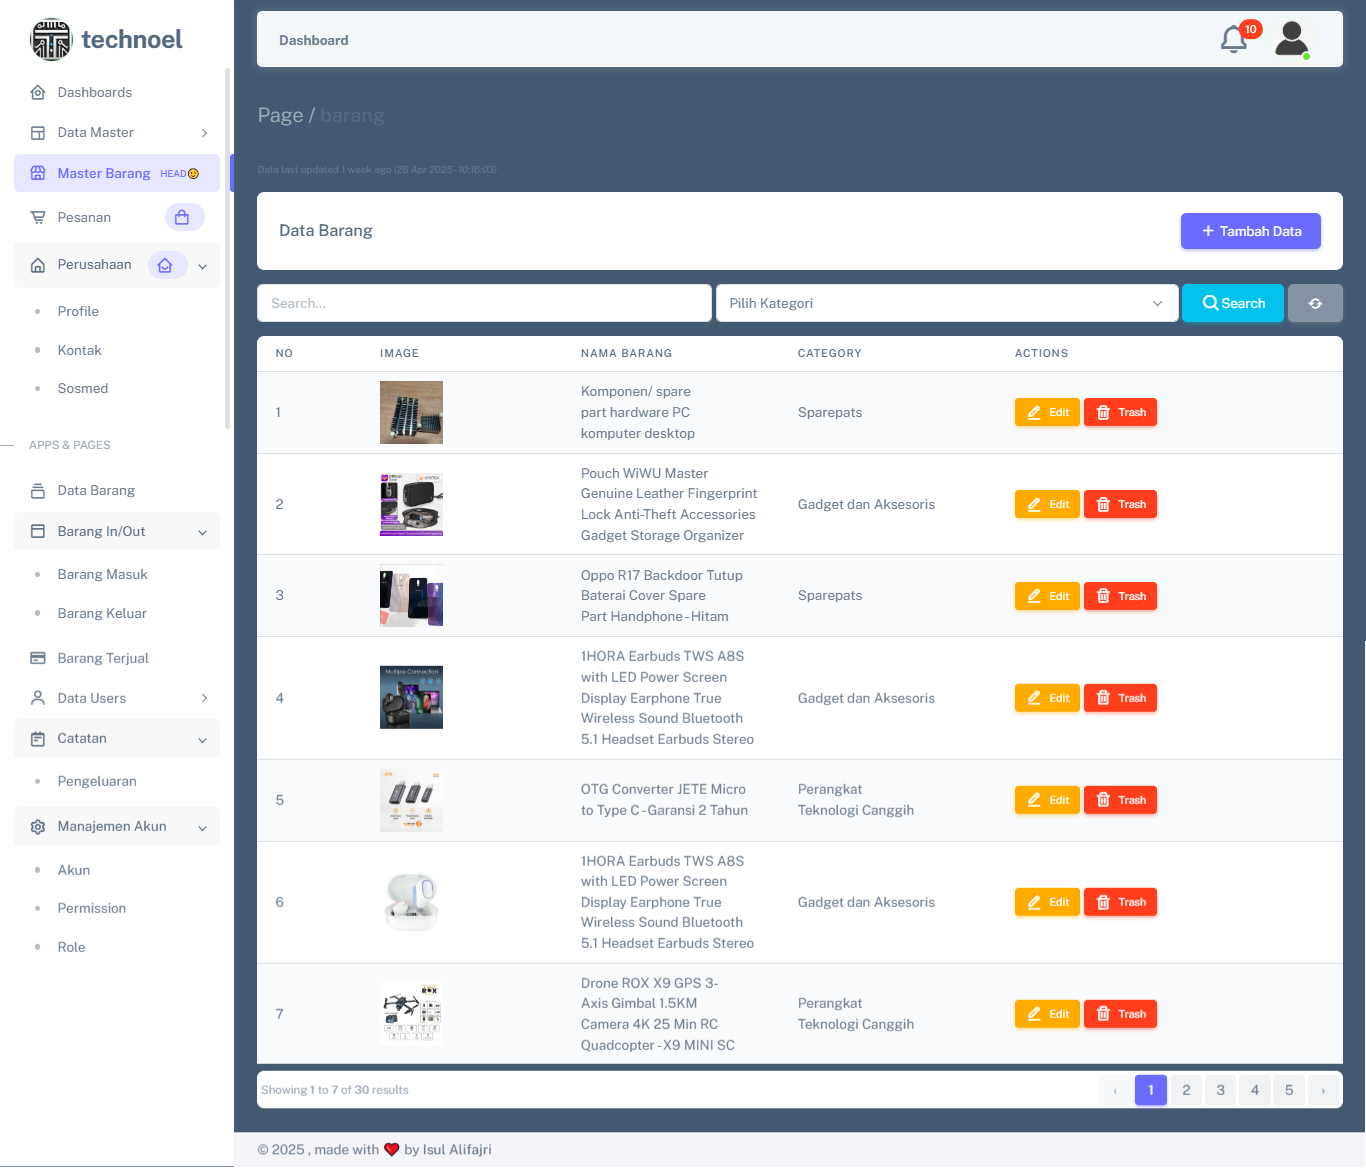 technoel
Dashboards
Data Master
Master Barang HEAD😉
Pesanan
Perusahaan
Profile
Kontak
Sosmed
APPS & PAGES
Data Barang
Barang In/Out
Barang Masuk
Barang Keluar
Barang Terjual
Data Users
Catatan
Pengeluaran
Manajemen Akun
Akun
Permission
Role
Dashboard
10
Page / barang
Data last updated 1 week ago (26 Apr 2025 - 10:16:03)
Data Barang
+ Tambah Data
Search...
Pilih Kategori
Search
NO IMAGE NAMA BARANG CATEGORY ACTIONS
1
Komponen/ spare
part hardware PC
komputer desktop
Sparepats
Edit Trash
2
Pouch WiWU Master
Genuine Leather Fingerprint
Lock Anti-Theft Accessories
Gadget Storage Organizer
Gadget dan Aksesoris
Edit Trash
3
Oppo R17 Backdoor Tutup
Baterai Cover Spare
Part Handphone - Hitam
Sparepats
Edit Trash
4
Multiple Connection
1HORA Earbuds TWS A8S
with LED Power Screen
Display Earphone True
Wireless Sound Bluetooth
5.1 Headset Earbuds Stereo
Gadget dan Aksesoris
Edit Trash
5
OTG Converter JETE Micro
to Type C - Garansi 2 Tahun
Perangkat
Teknologi Canggih
Edit Trash
6
1HORA Earbuds TWS A8S
with LED Power Screen
Display Earphone True
Wireless Sound Bluetooth
5.1 Headset Earbuds Stereo
Gadget dan Aksesoris
Edit Trash
7
ROX
Drone ROX X9 GPS 3-
Axis Gimbal 1.5KM
Camera 4K 25 Min RC
Quadcopter - X9 MINI SC
Perangkat
Teknologi Canggih
Edit Trash
Showing 1 to 7 of 30 results
‹ 1 2 3 4 5 ›
© 2025 , made with ❤️ by Isul Alifajri